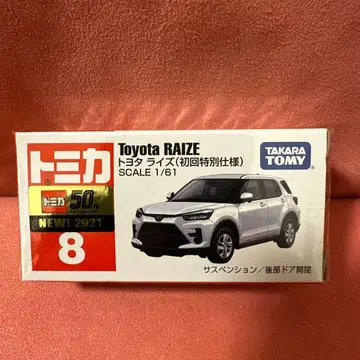 Toyota RAIZE
トヨタ ライズ(初回特別仕様)
SCALE 1/61
TAKARA
TOMY
トミカ
トミカ 50th
NEW! 2021
8
サスペンション/後部ドア開閉